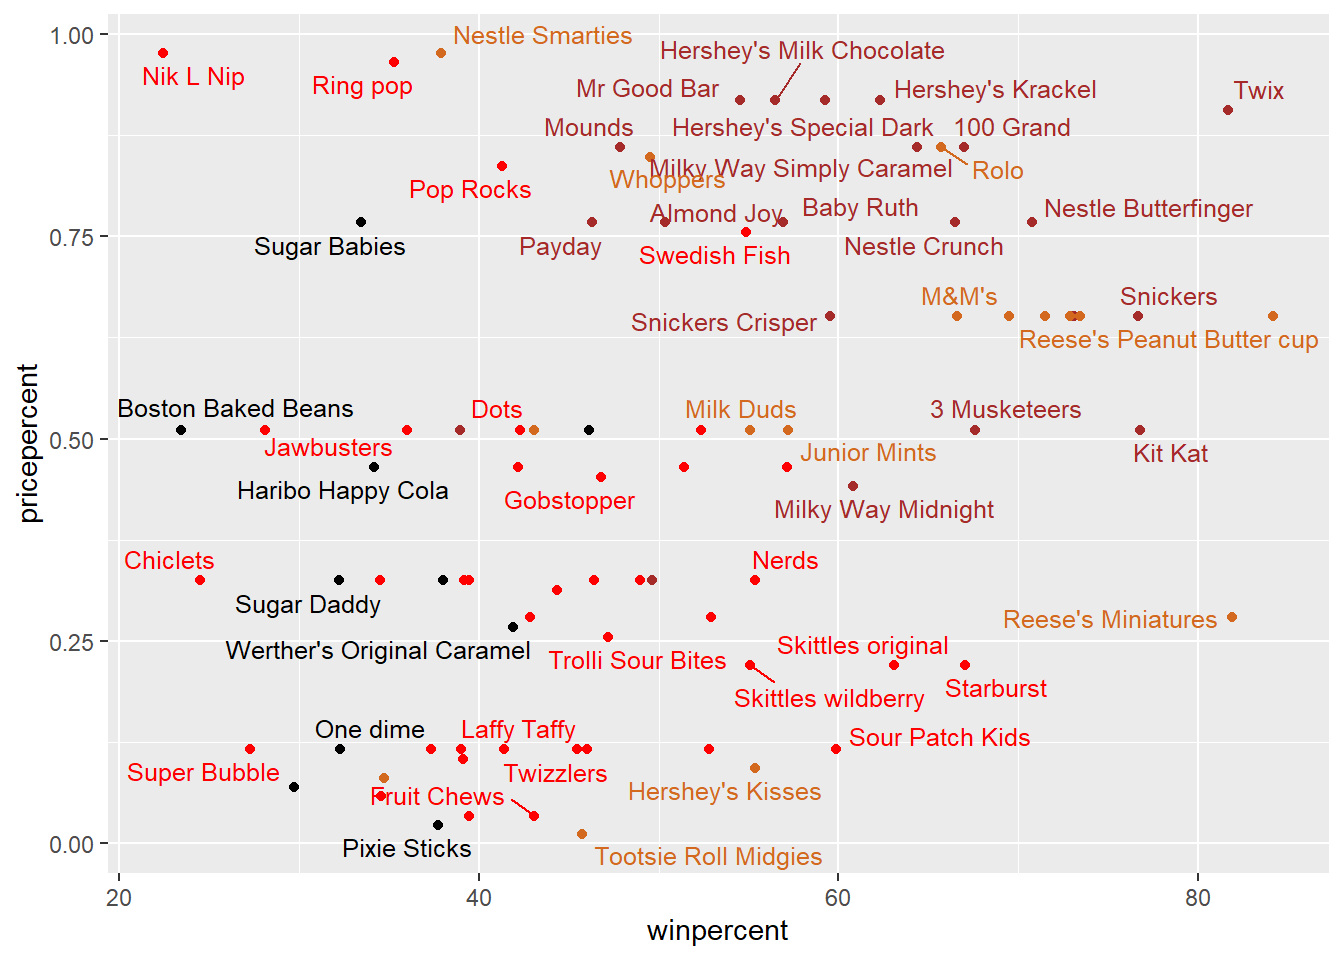 1.00
Nestle Smarties
Hershey's Milk Chocolate
Nik L Nip
Ring pop
Mr Good Bar
Hershey's Krackel
Twix
Mounds
Hershey's Special Dark
100 Grand
Milky Way Simply Caramel
Rolo
Whoppers
Pop Rocks
Almond Joy
Baby Ruth
Nestle Butterfinger
0.75
Sugar Babies
Payday
Nestle Crunch
Swedish Fish
M&M's
Snickers
Snickers Crisper
Reese's Peanut Butter cup
Boston Baked Beans
Dots
Milk Duds
3 Musketeers
0.50
Jawbusters
Junior Mints
Kit Kat
Haribo Happy Cola
Gobstopper
Milky Way Midnight
Chiclets
Nerds
Sugar Daddy
Reese's Miniatures
0.25
Werther's Original Caramel
Trolli Sour Bites
Skittles original
Skittles wildberry
Starburst
One dime
Laffy Taffy
Sour Patch Kids
Super Bubble
Twizzlers
Fruit Chews
Hershey's Kisses
0.00
Pixie Sticks
Tootsie Roll Midgies
20
40
60
80
winpercent
pricepercent